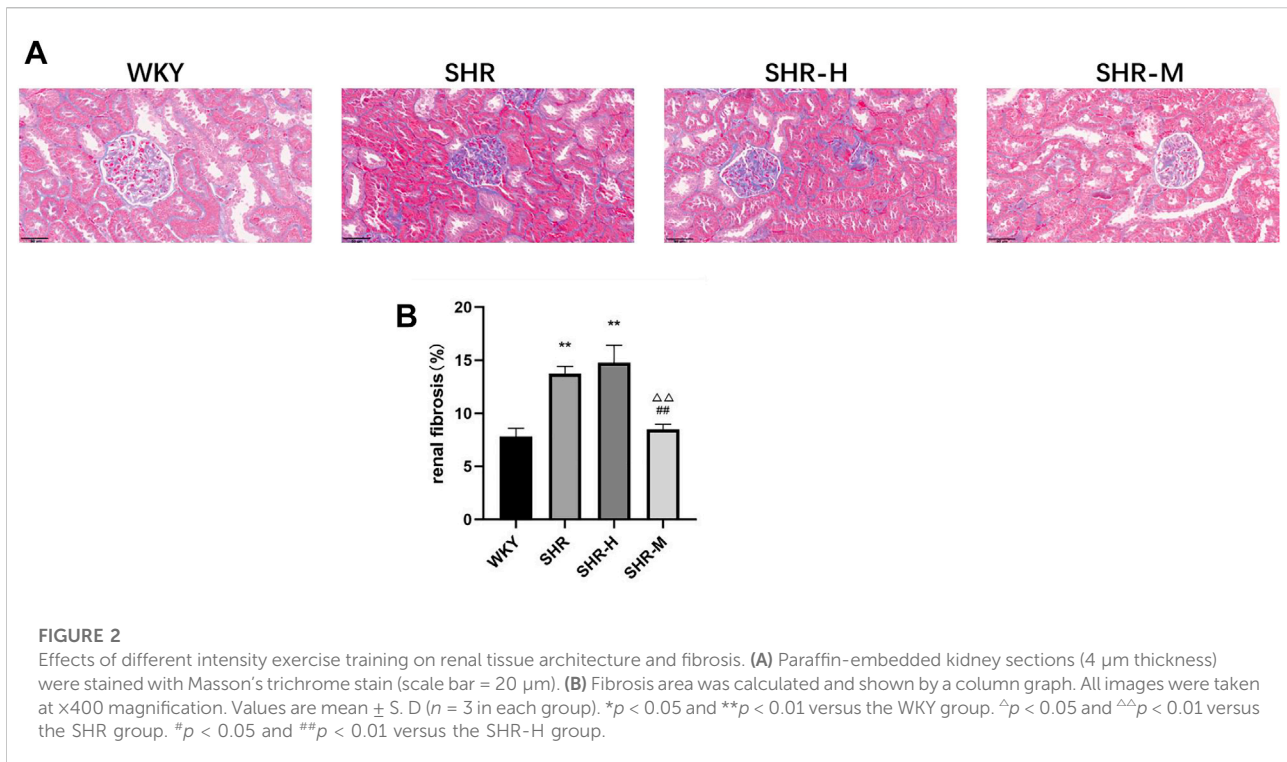 A
WKY SHR SHR-H SHR-M
B
20
15
10
5
0
renal fibrosis(%)
**
**
△△
##
WKY SHR SHR-H SHR-M
FIGURE 2
Effects of different intensity exercise training on renal tissue architecture and fibrosis. (A) Paraffin-embedded kidney sections (4 μm thickness)
were stained with Masson's trichrome stain (scale bar = 20 μm). (B) Fibrosis area was calculated and shown by a column graph. All images were taken
at ×400 magnification. Values are mean ± S. D (n = 3 in each group). *p < 0.05 and **p < 0.01 versus the WKY group. △p < 0.05 and △△p < 0.01 versus
the SHR group. #p < 0.05 and ##p < 0.01 versus the SHR-H group.